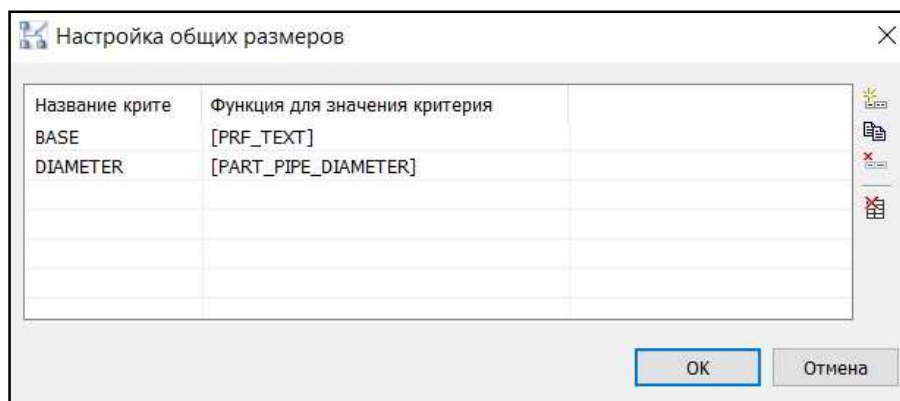 Настройка общих размеров
Название крите Функция для значения критерия
BASE [PRF_TEXT]
DIAMETER [PART_PIPE_DIAMETER]
OK Отмена